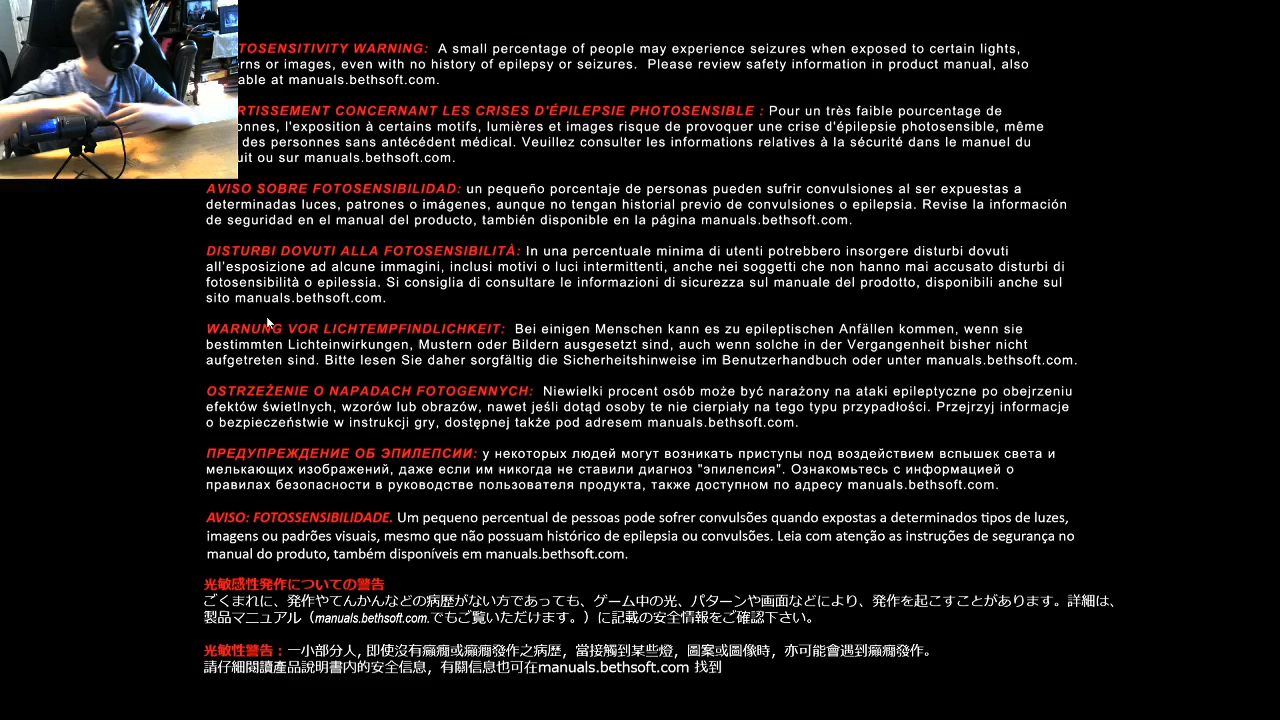 TOSENSITIVITY WARNING: A small percentage of people may experience seizures when exposed to certain lights,
rns or images, even with no history of epilepsy or seizures. Please review safety information in product manual, also
able at manuals.bethsoft.com.
RTISSEMENT CONCERNANT LES CRISES D'ÉPILEPSIE PHOTOSENSIBLE : Pour un très faible pourcentage de
onnes, l'exposition à certains motifs, lumières et images risque de provoquer une crise d'épilepsie photosensible, même
des personnes sans antécédent médical. Veuillez consulter les informations relatives à la sécurité dans le manuel du
uit ou sur manuals.bethsoft.com.
AVISO SOBRE FOTOSENSIBILIDAD: un pequeño porcentaje de personas pueden sufrir convulsiones al ser expuestas a
determinadas luces, patrones o imágenes, aunque no tengan historial previo de convulsiones o epilepsia. Revise la información
de seguridad en el manual del producto, también disponible en la página manuals.bethsoft.com.
DISTURBI DOVUTI ALLA FOTOSENSIBILITÀ: In una percentuale minima di utenti potrebbero insorgere disturbi dovuti
all'esposizione ad alcune immagini, inclusi motivi o luci intermittenti, anche nei soggetti che non hanno mai accusato disturbi di
fotosensibilità o epilessia. Si consiglia di consultare le informazioni di sicurezza sul manuale del prodotto, disponibili anche sul
sito manuals.bethsoft.com.
WARNUNG VOR LICHTEMPFINDLICHKEIT: Bei einigen Menschen kann es zu epileptischen Anfällen kommen, wenn sie
bestimmten Lichteinwirkungen, Mustern oder Bildern ausgesetzt sind, auch wenn solche in der Vergangenheit bisher nicht
aufgetreten sind. Bitte lesen Sie daher sorgfältig die Sicherheitshinweise im Benutzerhandbuch oder unter manuals.bethsoft.com.
OSTRZEŻENIE O NAPADACH FOTOGENNYCH: Niewielki procent osób może być narażony na ataki epileptyczne po obejrzeniu
efektów świetlnych, wzorów lub obrazów, nawet jeśli dotąd osoby te nie cierpiały na tego typu przypadłości. Przejrzyj informacje
o bezpieczeństwie w instrukcji gry, dostępnej także pod adresem manuals.bethsoft.com.
ПРЕДУПРЕЖДЕНИЕ ОБ ЭПИЛЕПСИИ: у некоторых людей могут возникать приступы под воздействием вспышек света и
мелькающих изображений, даже если им никогда не ставили диагноз "эпилепсия". Ознакомьтесь с информацией о
правилах безопасности в руководстве пользователя продукта, также доступном по адресу manuals.bethsoft.com.
AVISO: FOTOSSENSIBILIDADE. Um pequeno percentual de pessoas pode sofrer convulsões quando expostas a determinados tipos de luzes,
imagens ou padrões visuais, mesmo que não possuam histórico de epilepsia ou convulsões. Leia com atenção as instruções de segurança no
manual do produto, também disponíveis em manuals.bethsoft.com.
光敏感性発作についての警告
ごくまれに、発作やてんかんなどの病歴がない方であっても、ゲーム中の光、パターンや画面などにより、発作を起こすことがあります。詳細は、
製品マニュアル（manuals.bethsoft.com.でもご覧いただけます。）に記載の安全情報をご確認下さい。
光敏性警告：一小部分人，即使沒有癲癇或癲癇發作之病歷，當接觸到某些燈，圖案或圖像時，亦可能會遇到癲癇發作。
請仔細閱讀產品說明書內的安全信息，有關信息也可在manuals.bethsoft.com 找到